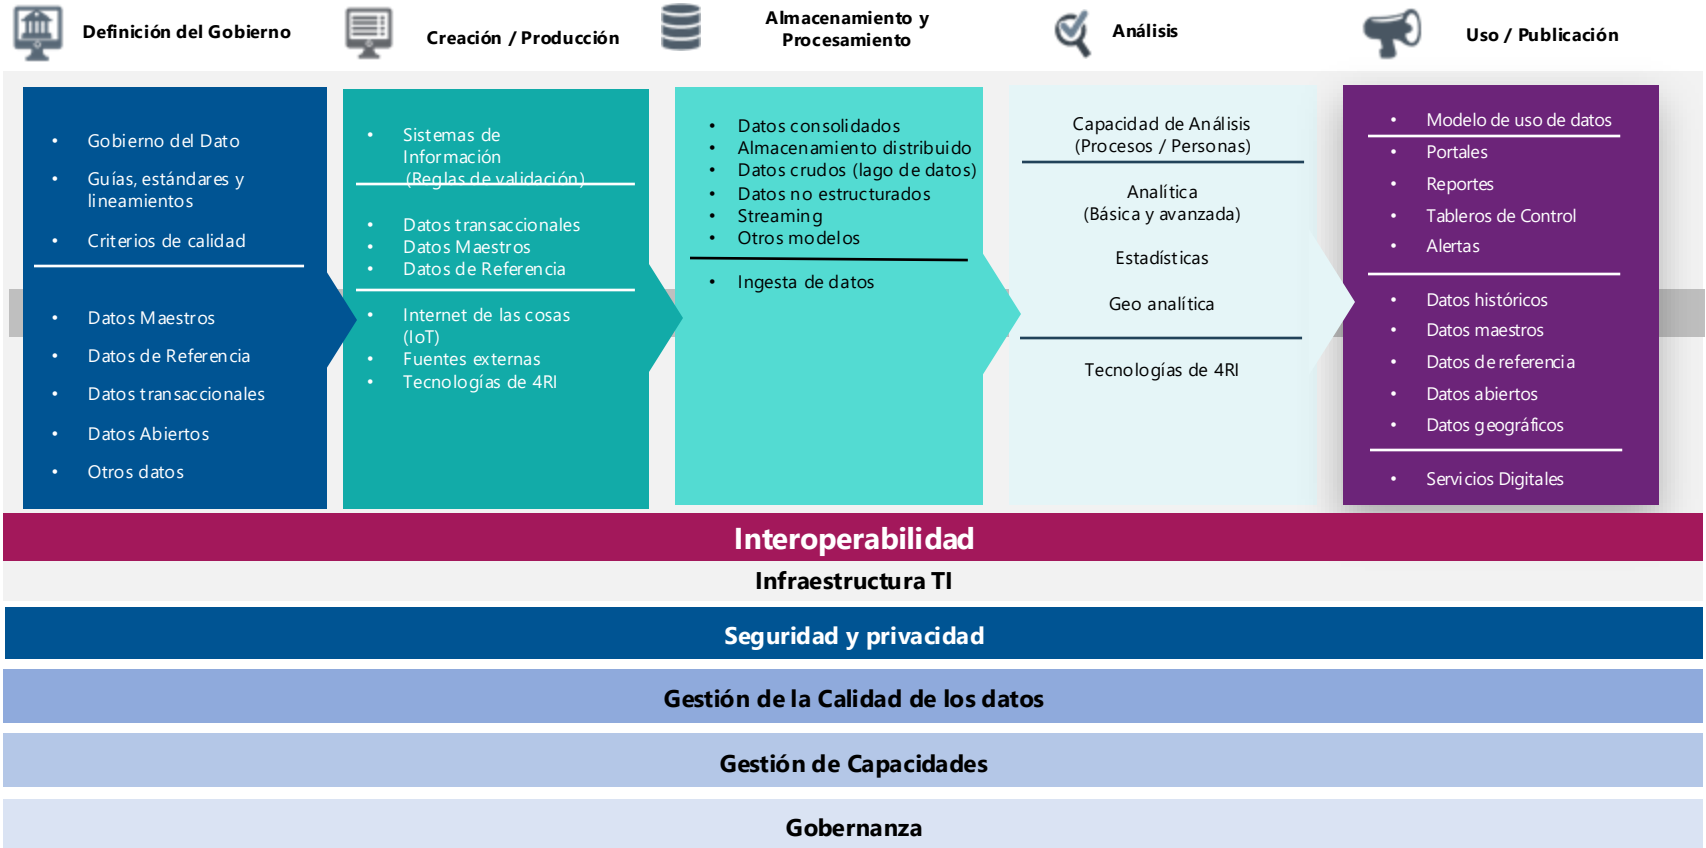 Definición del Gobierno
Creación / Producción
Almacenamiento y
Procesamiento
Análisis
Uso / Publicación
• Gobierno del Dato
• Guías, estándares y
lineamientos
• Criterios de calidad
• Datos Maestros
• Datos de Referencia
• Datos transaccionales
• Datos Abiertos
• Otros datos
• Sistemas de
Información
(Reglas de validación)
• Datos transaccionales
• Datos Maestros
• Datos de Referencia
• Internet de las cosas
(IoT)
• Fuentes externas
• Tecnologías de 4RI
• Datos consolidados
• Almacenamiento distribuido
• Datos crudos (lago de datos)
• Datos no estructurados
• Streaming
• Otros modelos
• Ingesta de datos
Capacidad de Análisis
(Procesos / Personas)
Analítica
(Básica y avanzada)
Estadísticas
Geo analítica
Tecnologías de 4RI
• Modelo de uso de datos
• Portales
• Reportes
• Tableros de Control
• Alertas
• Datos históricos
• Datos maestros
• Datos de referencia
• Datos abiertos
• Datos geográficos
• Servicios Digitales
Interoperabilidad
Infraestructura TI
Seguridad y privacidad
Gestión de la Calidad de los datos
Gestión de Capacidades
Gobernanza